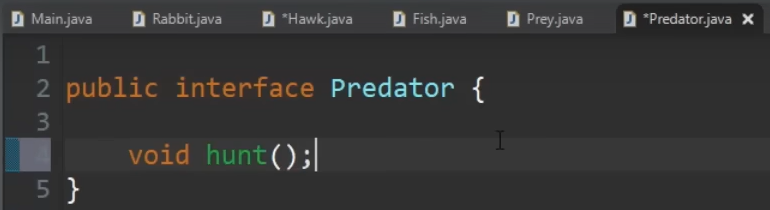 Main.java Rabbit.java *Hawk.java Fish.java Prey.java *Predator.java
1
2 public interface Predator {
3
4 void hunt();
5 }